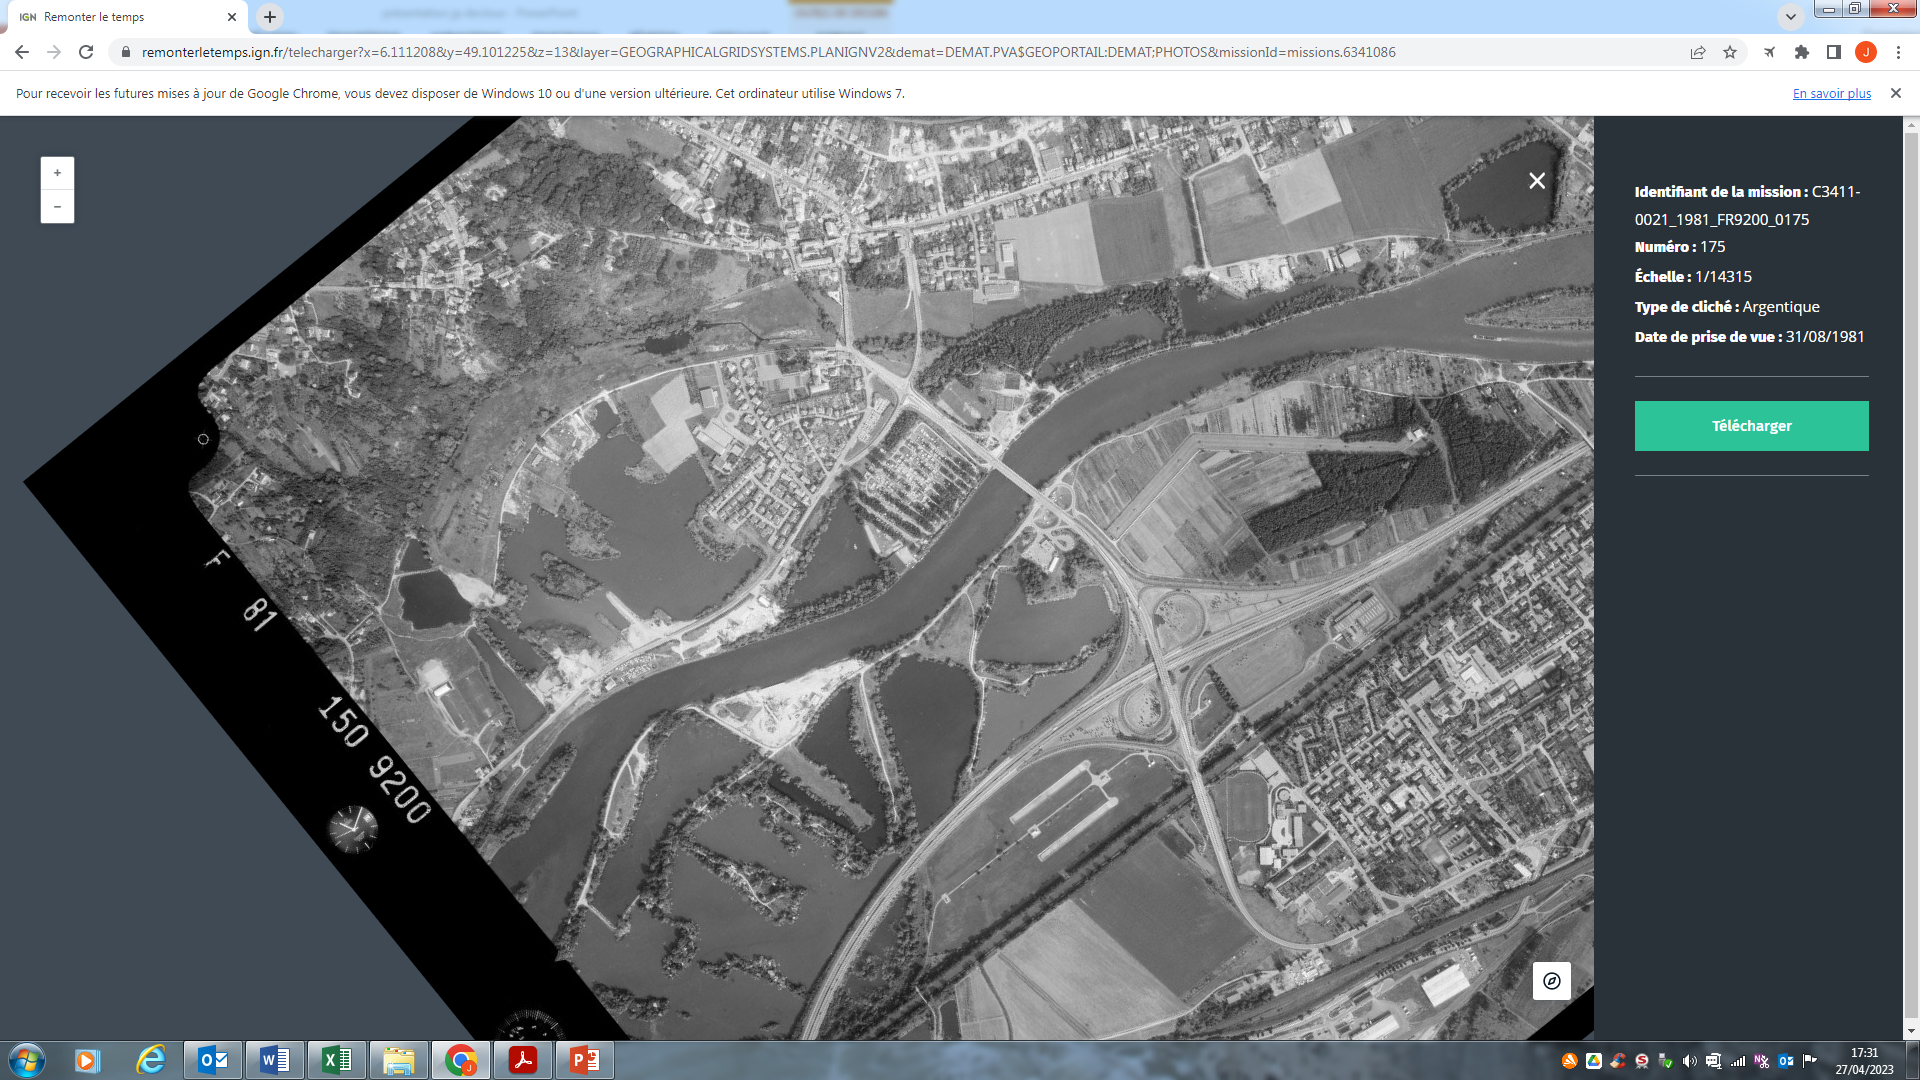 IGN Remonter le temps
remonterletemps.ign.fr/telecharger?x=6.111208&y=49.101225&z=13&layer=GEOGRAPHICALGRIDSYSTEMS.PLANIGNV2&demat=DEMAT.PVA$GEOPORTAIL:DEMAT;PHOTOS&missionId=missions.6341086
J
Pour recevoir les futures mises à jour de Google Chrome, vous devez disposer de Windows 10 ou d'une version ultérieure. Cet ordinateur utilise Windows 7.
En savoir plus
Identifiant de la mission : C3411-
0021_1981_FR9200_0175
Numéro : 175
Échelle : 1/14315
Type de cliché : Argentique
Date de prise de vue : 31/08/1981
Télécharger
F 81 150 9200
17:31
27/04/2023